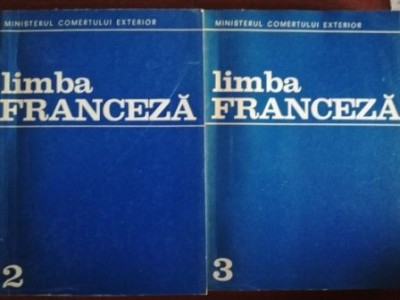 MINISTERUL COMERTULUI EXTERIOR
limba
FRANCEZĂ
2
MINISTERUL COMERTULUI EXTERIOR
limba
FRANCEZĂ
3